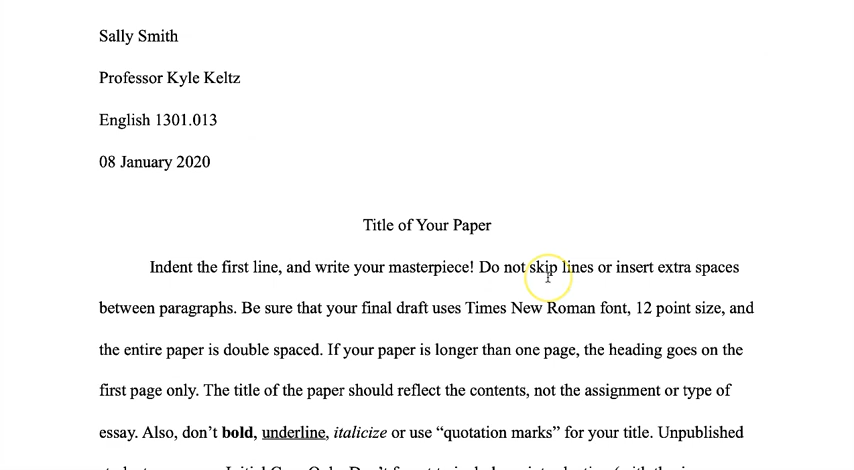 Sally Smith
Professor Kyle Keltz
English 1301.013
08 January 2020
Title of Your Paper
Indent the first line, and write your masterpiece! Do not skip lines or insert extra spaces
between paragraphs. Be sure that your final draft uses Times New Roman font, 12 point size, and
the entire paper is double spaced. If your paper is longer than one page, the heading goes on the
first page only. The title of the paper should reflect the contents, not the assignment or type of
essay. Also, don’t bold, underline, italicize or use “quotation marks” for your title. Unpublished